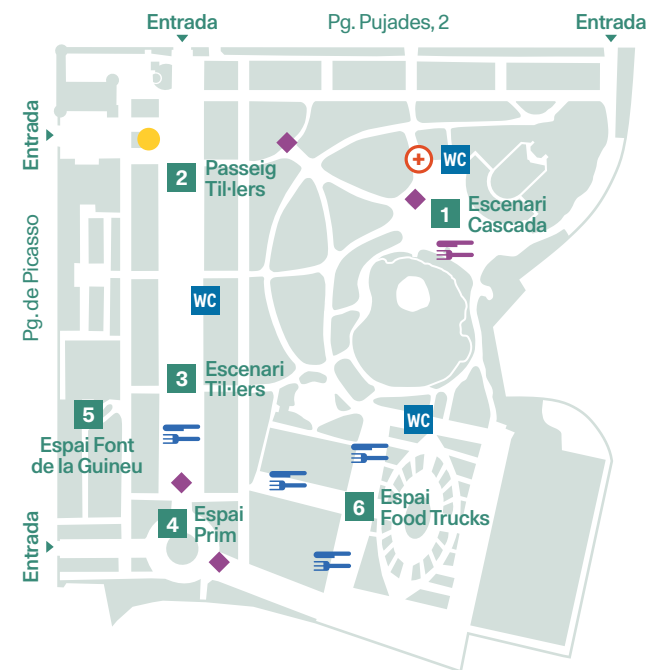 Entrada
Pg. Pujades, 2
Entrada
Entrada
WC
2
Passeig
Til·lers
1
Escenari
Cascada
Pg. de Picasso
WC
3
Escenari
Til·lers
5
Espai Font
de la Guineu
WC
6
Espai
Food Trucks
4
Espai
Prim
Entrada